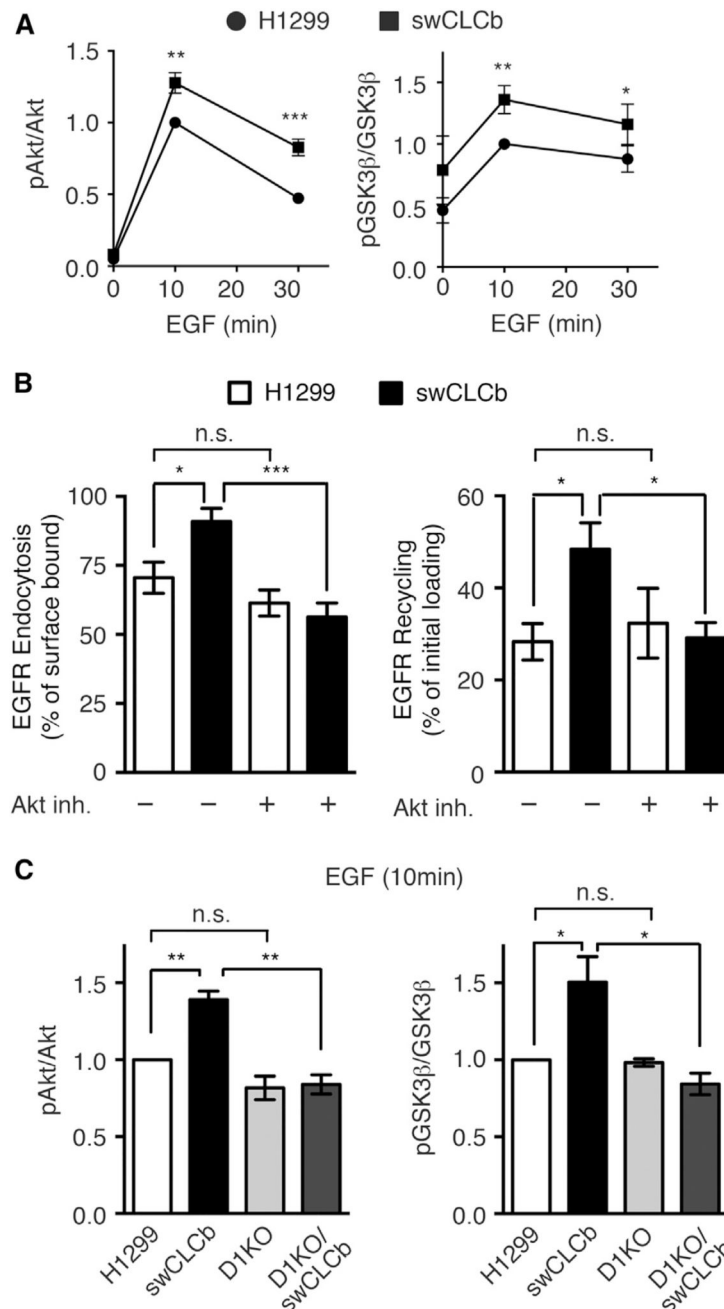 A
H1299 swCLCb
pAkt/Akt
1.5
1.0
0.5
0.0
** ***
0 10 20 30
EGF (min)
pGSK3β/GSK3β
1.5
1.0
0.5
0.0
** *
0 10 20 30
EGF (min)
B
H1299 swCLCb
n.s.
* ***
EGFR Endocytosis
(% of surface bound)
100
75
50
25
0
Akt inh. − − + +
n.s.
* *
EGFR Recycling
(% of initial loading)
60
40
20
0
− − + +
C
EGF (10min)
n.s.
** **
pAkt/Akt
1.5
1.0
0.5
0.0
H1299
swCLCb
D1KO
D1KO/
swCLCb
n.s.
* *
pGSK3β/GSK3β
1.5
1.0
0.5
0.0
H1299
swCLCb
D1KO
D1KO/
swCLCb